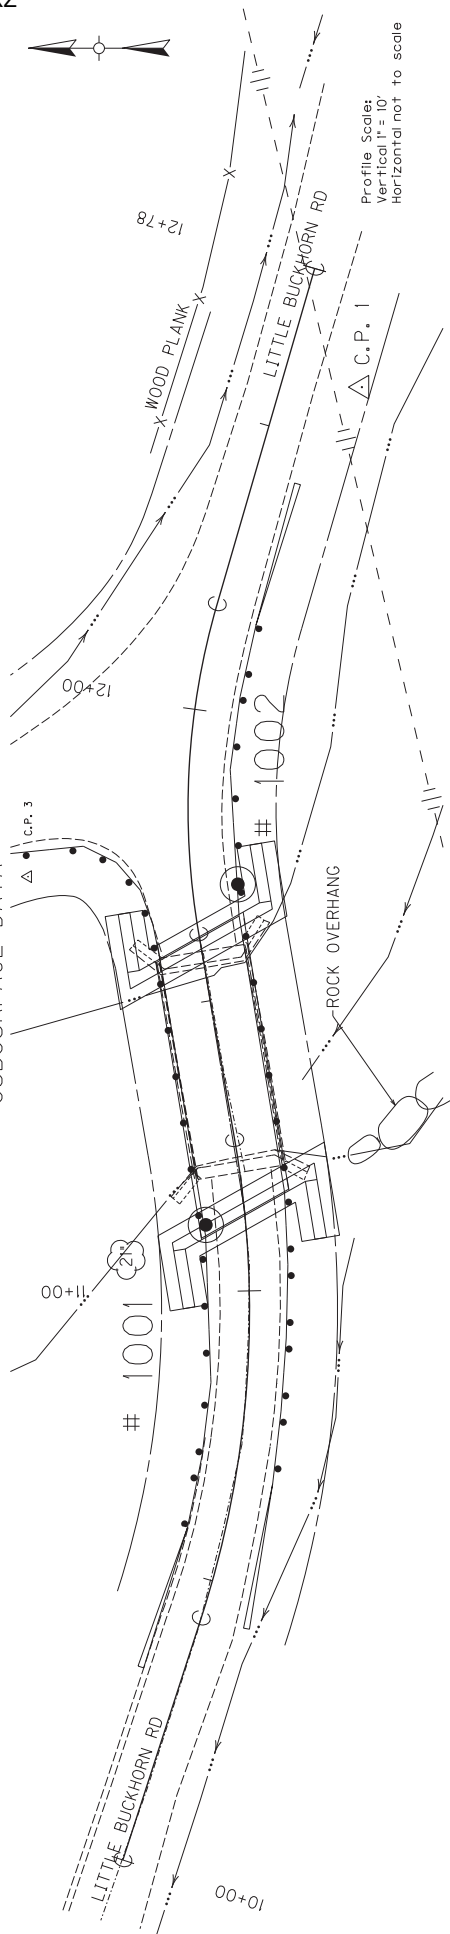 Profile Scale:
Vertical 1" = 10'
Horizontal not to scale
12+78
LITTLE BUCKHORN RD
WOOD PLANK
C.P. 1
12+00
# 1002
C.P. 3
ROCK OVERHANG
21"
11+00
# 1001
LITTLE BUCKHORN RD
10+00